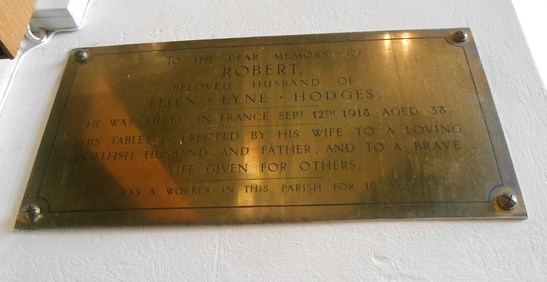 TO THE DEAR MEMORY OF
ROBERT,
BELOVED HUSBAND OF
ELLEN · LYNE · HODGES,
HE WAS KILLED IN FRANCE SEPT 12TH 1918 AGED 38.
THIS TABLET IS ERECTED BY HIS WIFE TO A LOVING,
UNSELFISH HUSBAND AND FATHER, AND TO A BRAVE
LIFE GIVEN FOR OTHERS.
HE WAS A WORKER IN THIS PARISH FOR 16